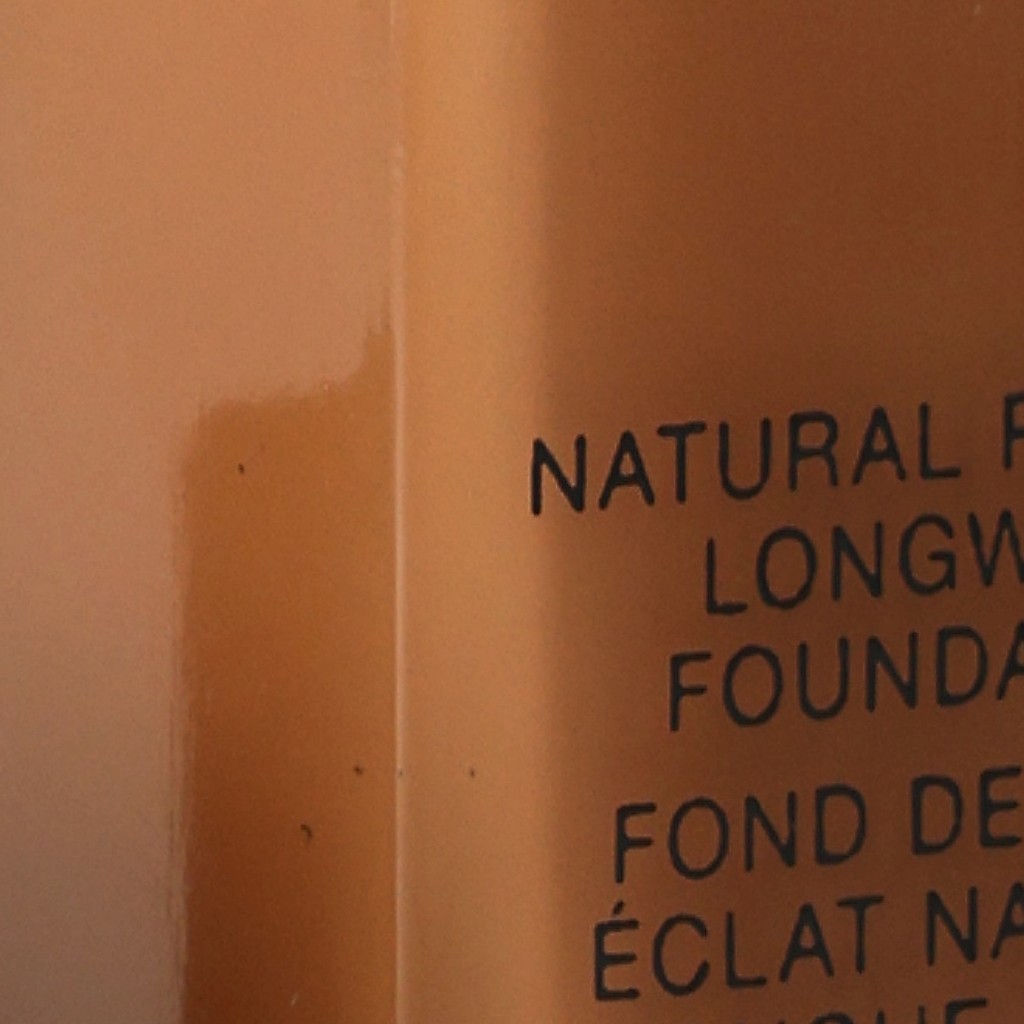 NATURAL
LONGW
FOUNDA
FOND DE
ÉCLAT NA